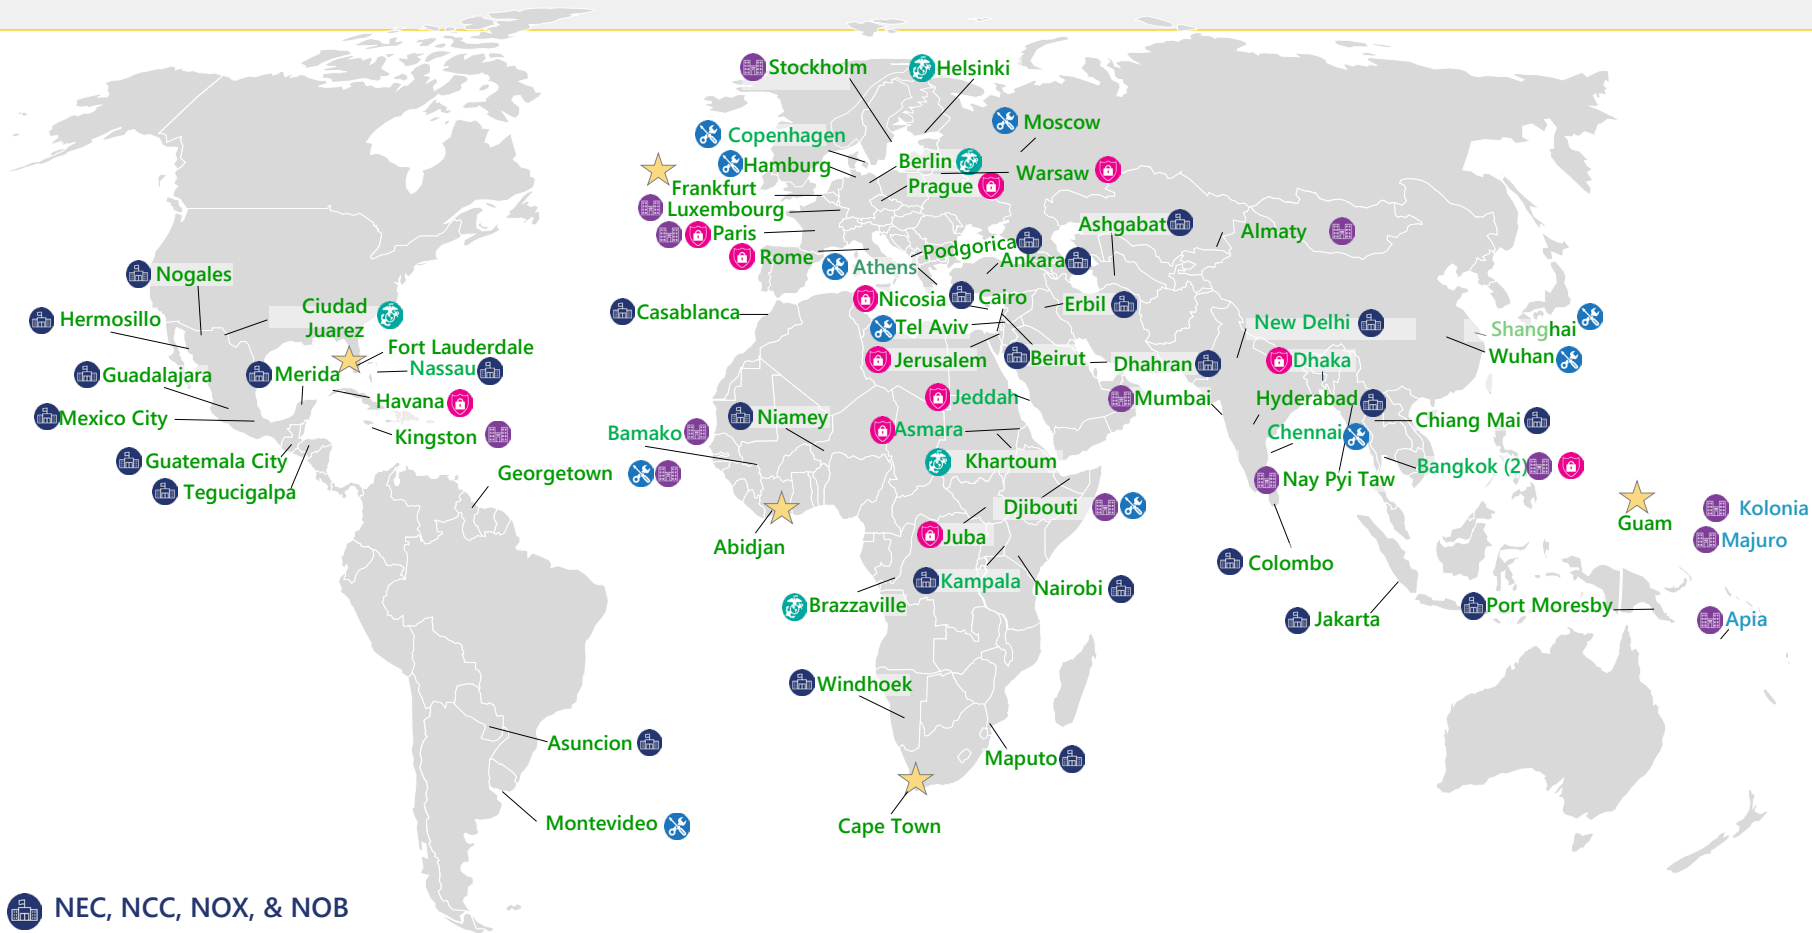 Stockholm
Helsinki
Moscow
Copenhagen
Hamburg
Berlin
Warsaw
Frankfurt
Prague
Luxembourg
Paris
Rome
Podgorica
Ashgabat
Almaty
Athens
Ankara
Nogales
Hermosillo
Ciudad
Juarez
Casablanca
Nicosia
Cairo
Erbil
Tel Aviv
New Delhi
Shanghai
Fort Lauderdale
Nassau
Jerusalem
Beirut
Dhahran
Dhaka
Wuhan
Guadalajara
Merida
Havana
Jeddah
Mumbai
Hyderabad
Mexico City
Kingston
Bamako
Niamey
Asmara
Chennai
Chiang Mai
Guatemala City
Tegucigalpa
Georgetown
Khartoum
Bangkok (2)
Nay Pyi Taw
Djibouti
Guam
Kolonia
Majuro
Abidjan
Juba
Colombo
Kampala
Nairobi
Brazzaville
Jakarta
Port Moresby
Apia
Windhoek
Asuncion
Maputo
Montevideo
Cape Town
NEC, NCC, NOX, & NOB